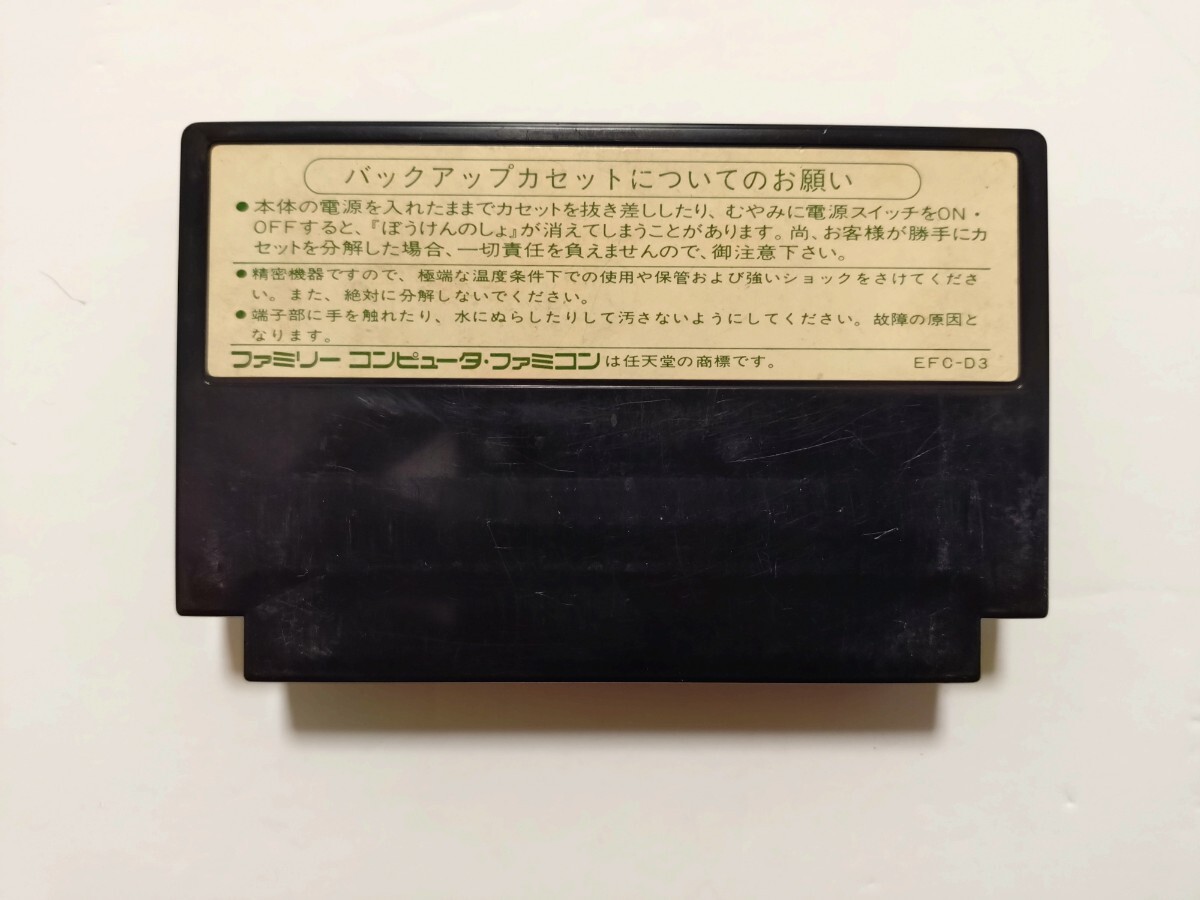 バックアップカセットについてのお願い
●本体の電源を入れたままでカセットを抜き差ししたり、むやみに電源スイッチをON・
OFFすると、『ぼうけんのしょ』が消えてしまうことがあります。尚、お客様が勝手にカ
セットを分解した場合、一切責任を負えませんので、御注意下さい。
●精密機器ですので、極端な温度条件下での使用や保管および強いショックをさけてくださ
い。また、絶対に分解しないでください。
●端子部に手を触れたり、水にぬらしたりして汚さないようにしてください。故障の原因と
なります。
ファミリーコンピュータ・ファミコンは任天堂の商標です。 EFC-D3